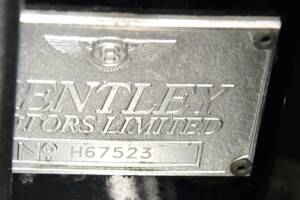 B
ENTLEY
OTORS LIMITED
Nº H67523